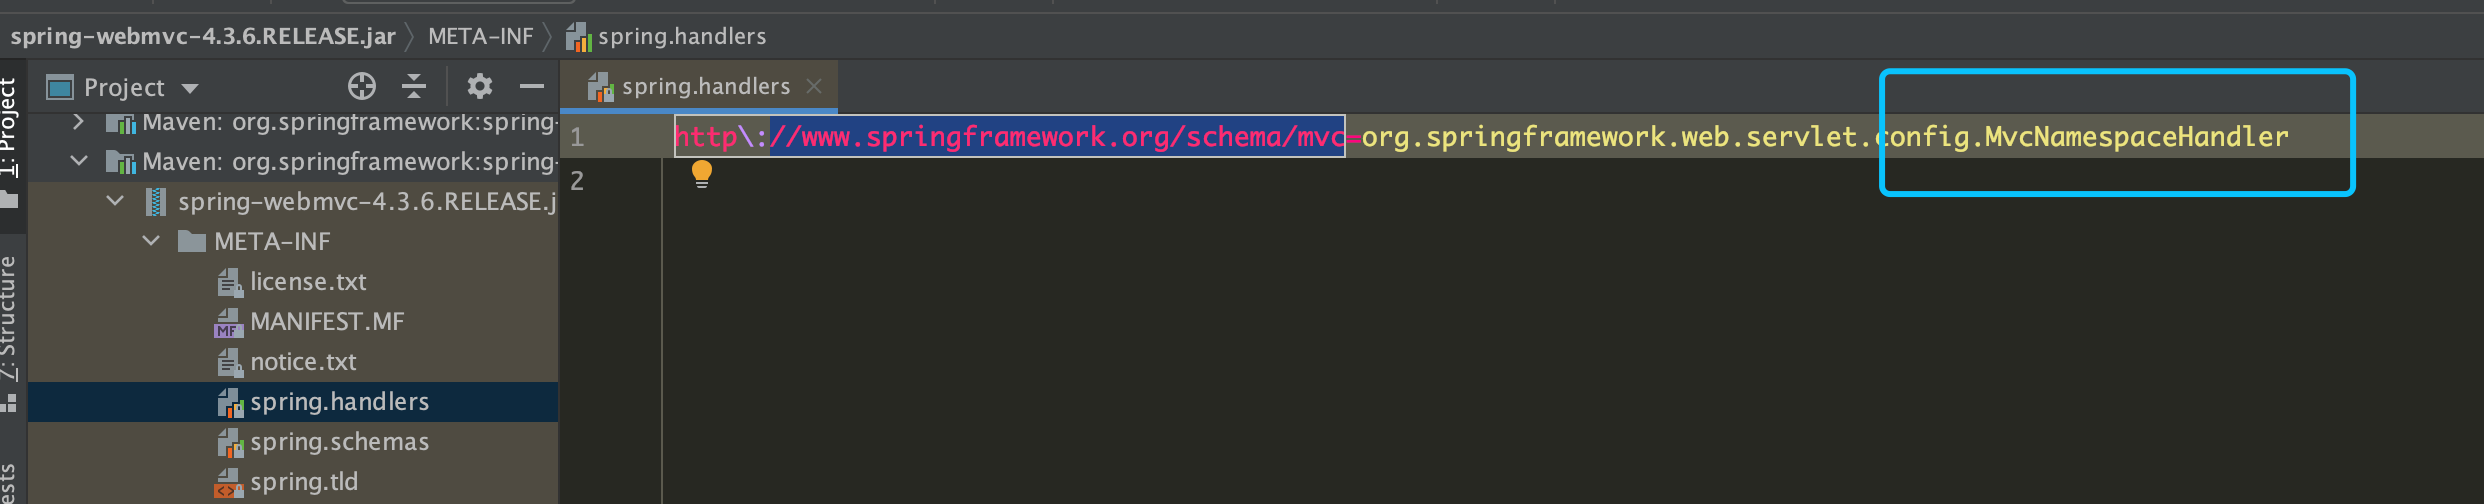 spring-webmvc-4.3.6.RELEASE.jar META-INF spring.handlers
1: Project
Project
spring.handlers
Maven: org.springframework:spring-
Maven: org.springframework:spring-
spring-webmvc-4.3.6.RELEASE.j
META-INF
license.txt
MANIFEST.MF
notice.txt
spring.handlers
spring.schemas
spring.tld
7: Structure
ests
1 http\://www.springframework.org/schema/mvc=org.springframework.web.servlet.config.MvcNamespaceHandler
2